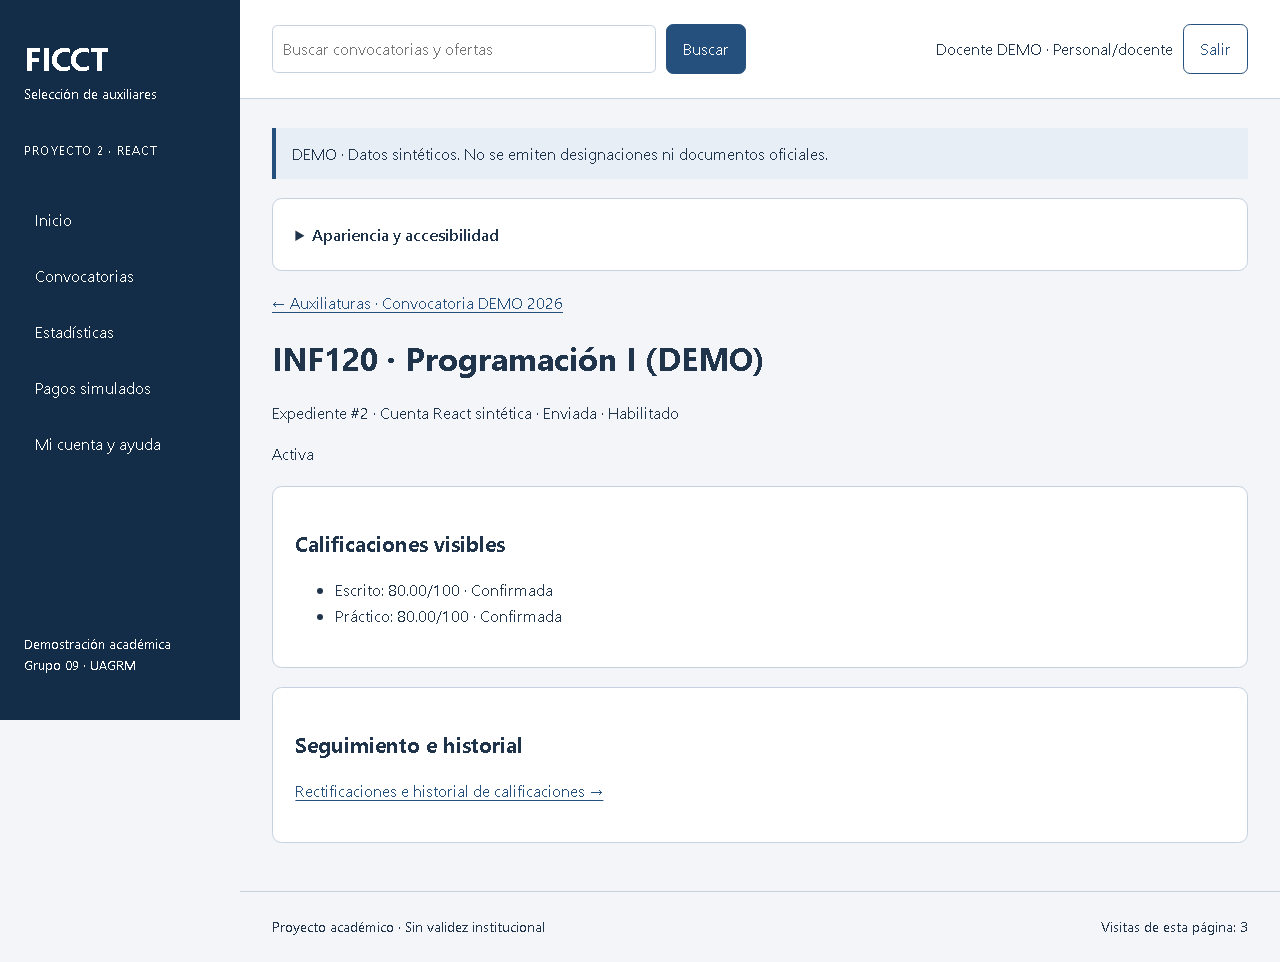 FICCT
Selección de auxiliares
PROYECTO 2 · REACT
Inicio
Convocatorias
Estadísticas
Pagos simulados
Mi cuenta y ayuda
Demostración académica
Grupo 09 · UAGRM
Buscar convocatorias y ofertas
Buscar
Docente DEMO · Personal/docente
Salir
DEMO · Datos sintéticos. No se emiten designaciones ni documentos oficiales.
▶ Apariencia y accesibilidad
← Auxiliaturas · Convocatoria DEMO 2026
INF120 · Programación I (DEMO)
Expediente #2 · Cuenta React sintética · Enviada · Habilitado
Activa
Calificaciones visibles
• Escrito: 80.00/100 · Confirmada
• Práctico: 80.00/100 · Confirmada
Seguimiento e historial
Rectificaciones e historial de calificaciones →
Proyecto académico · Sin validez institucional
Visitas de esta página: 3